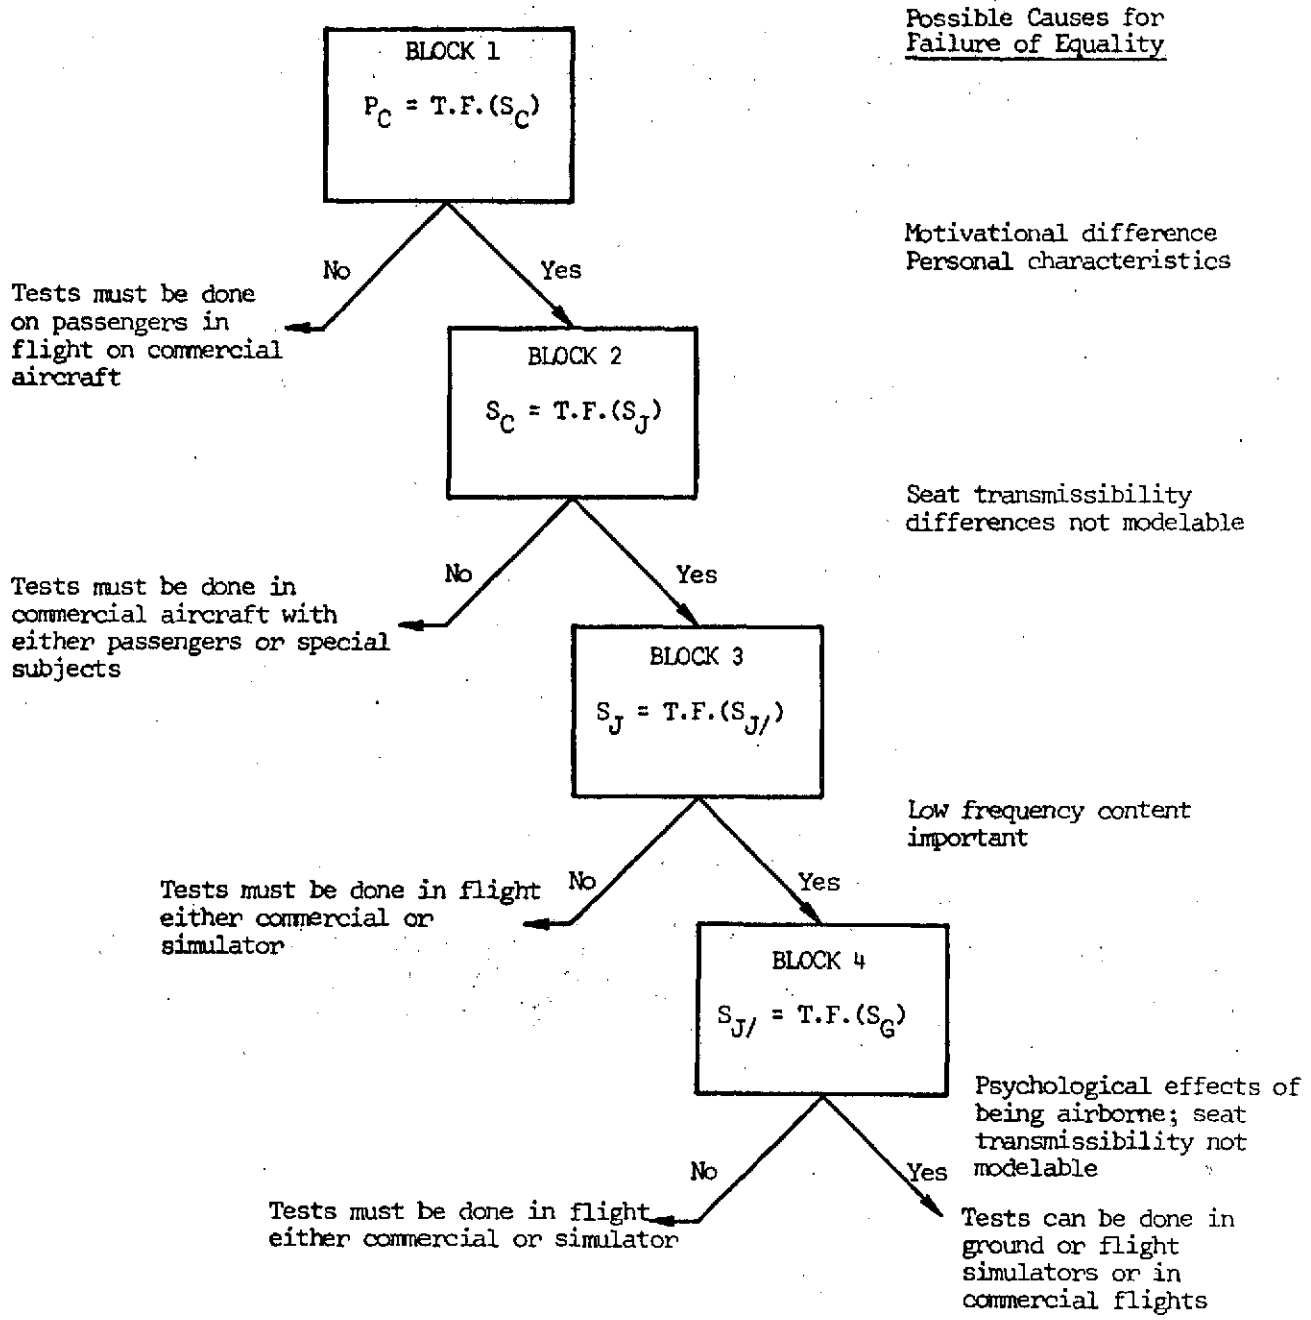 Possible Causes for
Failure of Equality
BLOCK 1
P_C = T.F.(S_C)
Motivational difference
Personal characteristics
No
Yes
Tests must be done
on passengers in
flight on commercial
aircraft
BLOCK 2
S_C = T.F.(S_J)
Seat transmissibility
differences not modelable
No
Yes
Tests must be done in
commercial aircraft with
either passengers or special
subjects
BLOCK 3
S_J = T.F.(S_J/)
Low frequency content
important
No
Yes
Tests must be done in flight
either commercial or
simulator
BLOCK 4
S_J/ = T.F.(S_G)
Psychological effects of
being airborne; seat
transmissibility not
modelable
No
Yes
Tests must be done in flight
either commercial or simulator
Tests can be done in
ground or flight
simulators or in
commercial flights